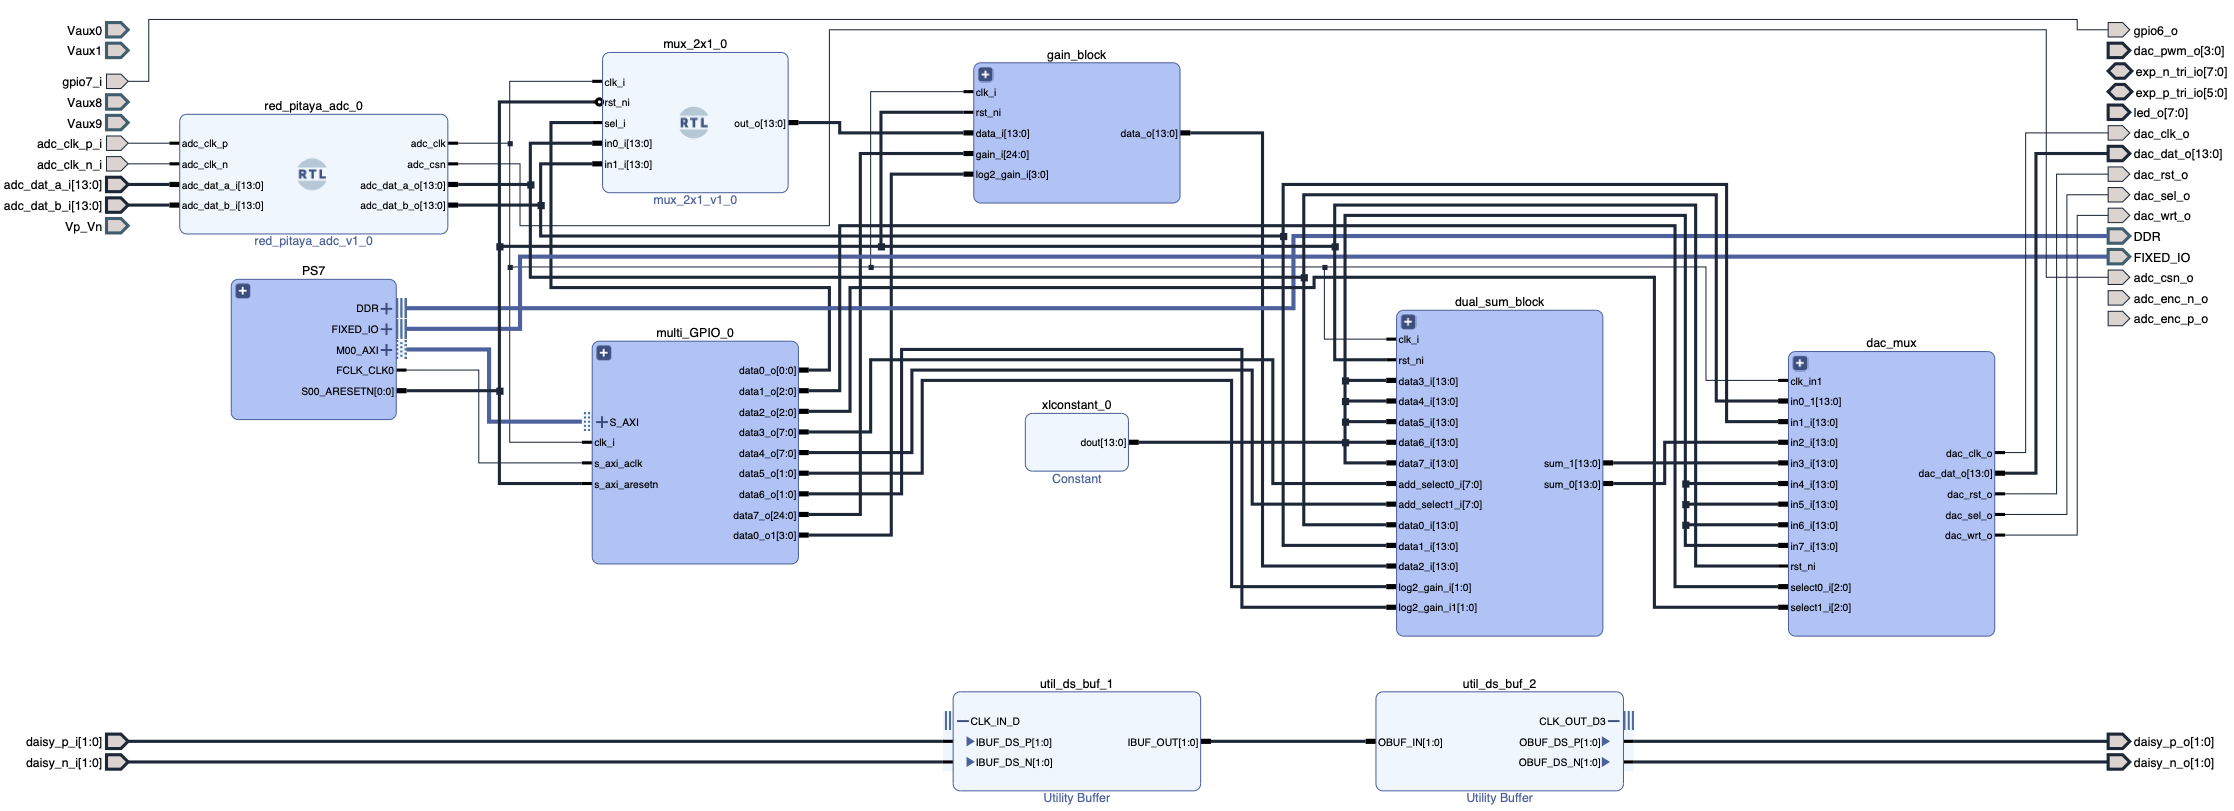 Vaux0
Vaux1
gpio7_i
Vaux8
Vaux9
adc_clk_p_i
adc_clk_n_i
adc_dat_a_i[13:0]
adc_dat_b_i[13:0]
Vp_Vn
red_pitaya_adc_0
adc_clk_p
adc_clk_n
adc_dat_a_i[13:0]
adc_dat_b_i[13:0]
RTL
adc_clk
adc_csn
adc_dat_a_o[13:0]
adc_dat_b_o[13:0]
red_pitaya_adc_v1_0
mux_2x1_0
clk_i
rst_ni
sel_i
in0_i[13:0]
in1_i[13:0]
RTL
out_o[13:0]
mux_2x1_v1_0
gain_block
clk_i
rst_ni
data_i[13:0]
gain_i[24:0]
log2_gain_i[3:0]
data_o[13:0]
gpio6_o
dac_pwm_o[3:0]
exp_n_tri_io[7:0]
exp_p_tri_io[5:0]
led_o[7:0]
dac_clk_o
dac_dat_o[13:0]
dac_rst_o
dac_sel_o
dac_wrt_o
DDR
FIXED_IO
adc_csn_o
adc_enc_n_o
adc_enc_p_o
PS7
DDR
FIXED_IO
M00_AXI
FCLK_CLK0
S00_ARESETN[0:0]
multi_GPIO_0
S_AXI
clk_i
s_axi_aclk
s_axi_aresetn
data0_o[0:0]
data1_o[2:0]
data2_o[2:0]
data3_o[7:0]
data4_o[7:0]
data5_o[1:0]
data6_o[1:0]
data7_o[24:0]
data0_o1[3:0]
xlconstant_0
dout[13:0]
Constant
dual_sum_block
clk_i
rst_ni
data3_i[13:0]
data4_i[13:0]
data5_i[13:0]
data6_i[13:0]
data7_i[13:0]
add_select0_i[7:0]
add_select1_i[7:0]
data0_i[13:0]
data1_i[13:0]
data2_i[13:0]
log2_gain_i[1:0]
log2_gain_i1[1:0]
sum_1[13:0]
sum_0[13:0]
dac_mux
clk_in1
in0_1[13:0]
in1_i[13:0]
in2_i[13:0]
in3_i[13:0]
in4_i[13:0]
in5_i[13:0]
in6_i[13:0]
in7_i[13:0]
rst_ni
select0_i[2:0]
select1_i[2:0]
dac_clk_o
dac_dat_o[13:0]
dac_rst_o
dac_sel_o
dac_wrt_o
daisy_p_i[1:0]
daisy_n_i[1:0]
util_ds_buf_1
CLK_IN_D
IBUF_DS_P[1:0]
IBUF_DS_N[1:0]
IBUF_OUT[1:0]
Utility Buffer
util_ds_buf_2
OBUF_IN[1:0]
CLK_OUT_D3
OBUF_DS_P[1:0]
OBUF_DS_N[1:0]
Utility Buffer
daisy_p_o[1:0]
daisy_n_o[1:0]